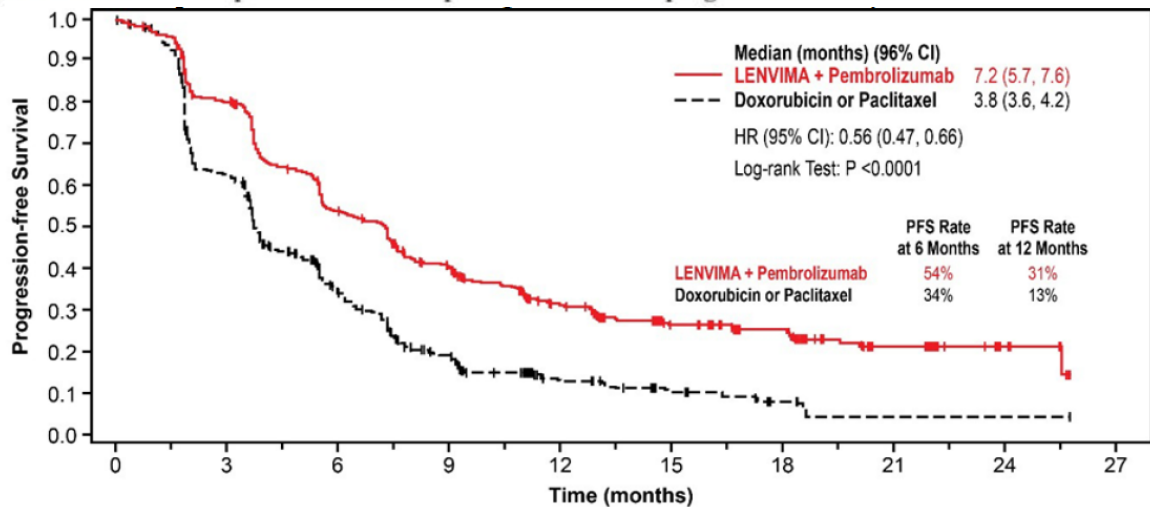 1.0
0.9
0.8
0.7
0.6
0.5
0.4
0.3
0.2
0.1
0.0
Progression-free Survival
Median (months) (96% CI)
LENVIMA + Pembrolizumab 7.2 (5.7, 7.6)
Doxorubicin or Paclitaxel 3.8 (3.6, 4.2)
HR (95% CI): 0.56 (0.47, 0.66)
Log-rank Test: P <0.0001
PFS Rate at 6 Months
PFS Rate at 12 Months
LENVIMA + Pembrolizumab 54% 31%
Doxorubicin or Paclitaxel 34% 13%
0 3 6 9 12 15 18 21 24 27
Time (months)